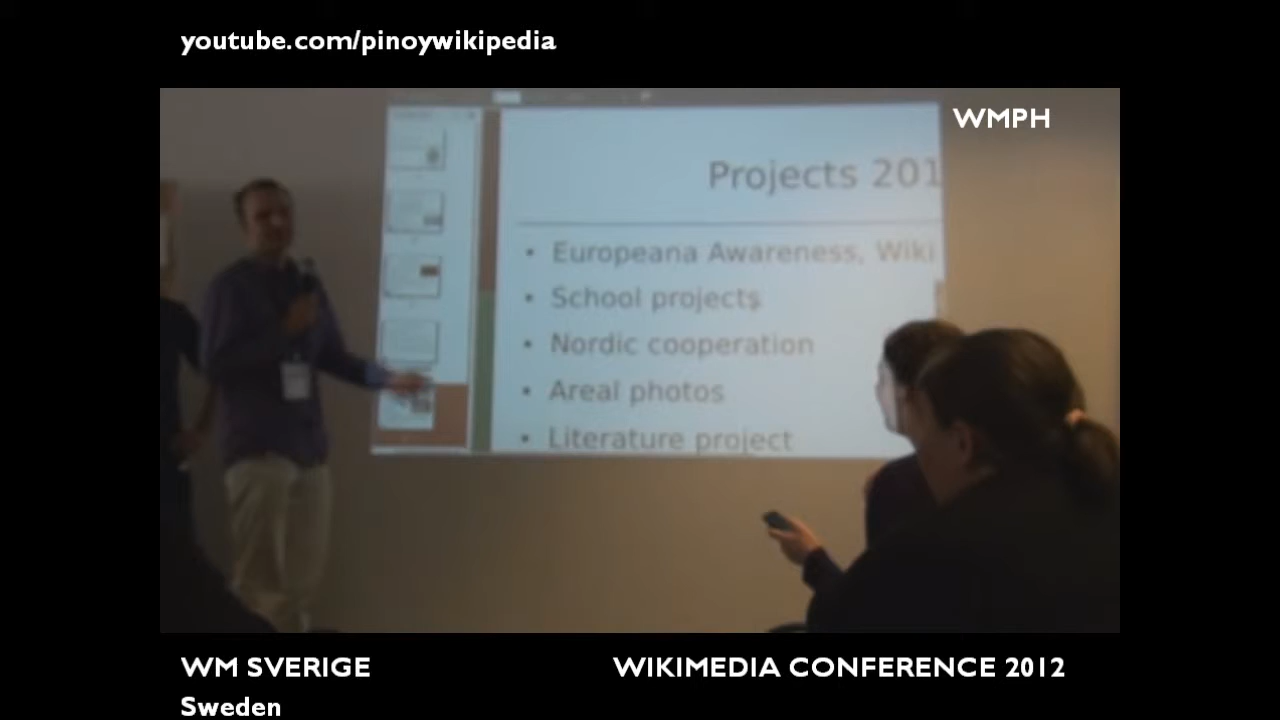 youtube.com/pinoywikipedia
WMPH
Projects 201
• Europeana Awareness, Wiki
• School projects
• Nordic cooperation
• Areal photos
• Literature project
WM SVERIGE
WIKIMEDIA CONFERENCE 2012
Sweden